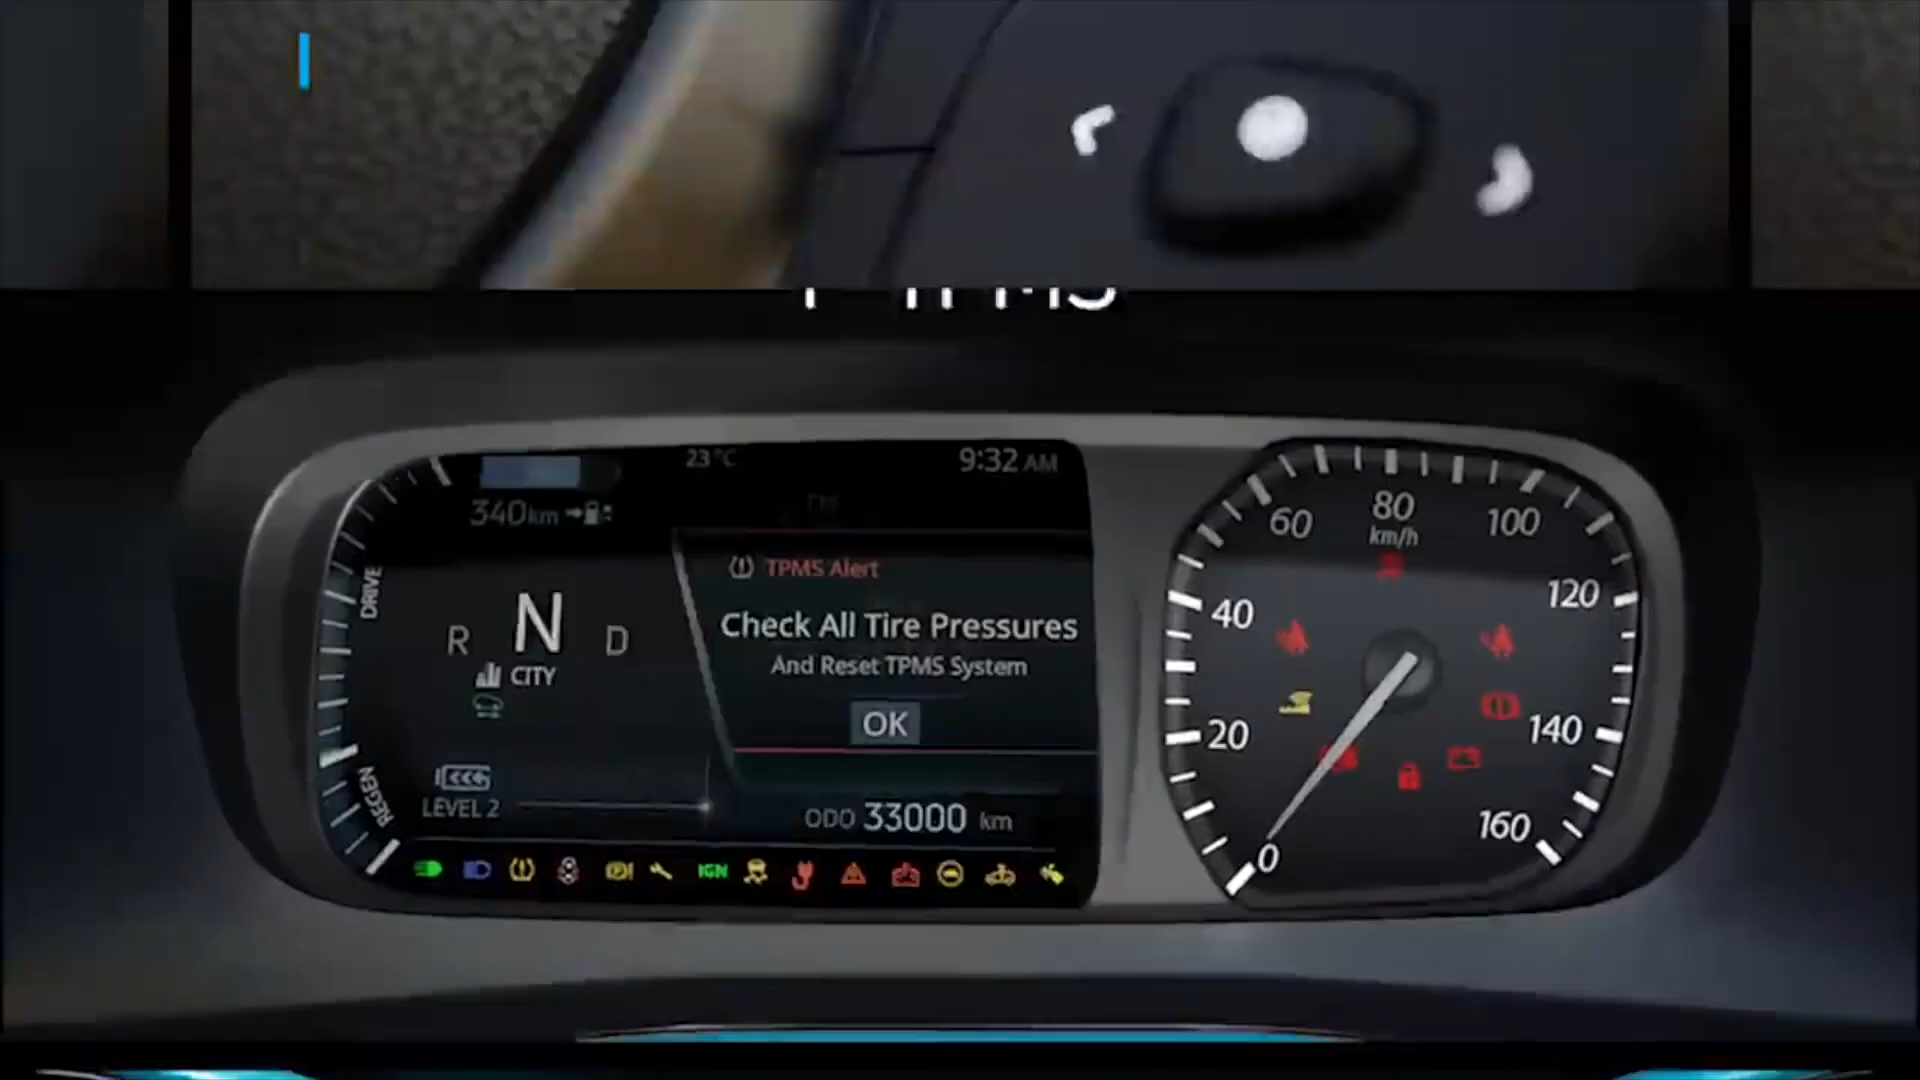 23°C
9:32 AM
340km
DRIVE
R N D
CITY
TPMS Alert
Check All Tire Pressures
And Reset TPMS System
OK
REGEN
LEVEL 2
ODO 33000 km
IGN
0
20
40
60
80
km/h
100
120
140
160